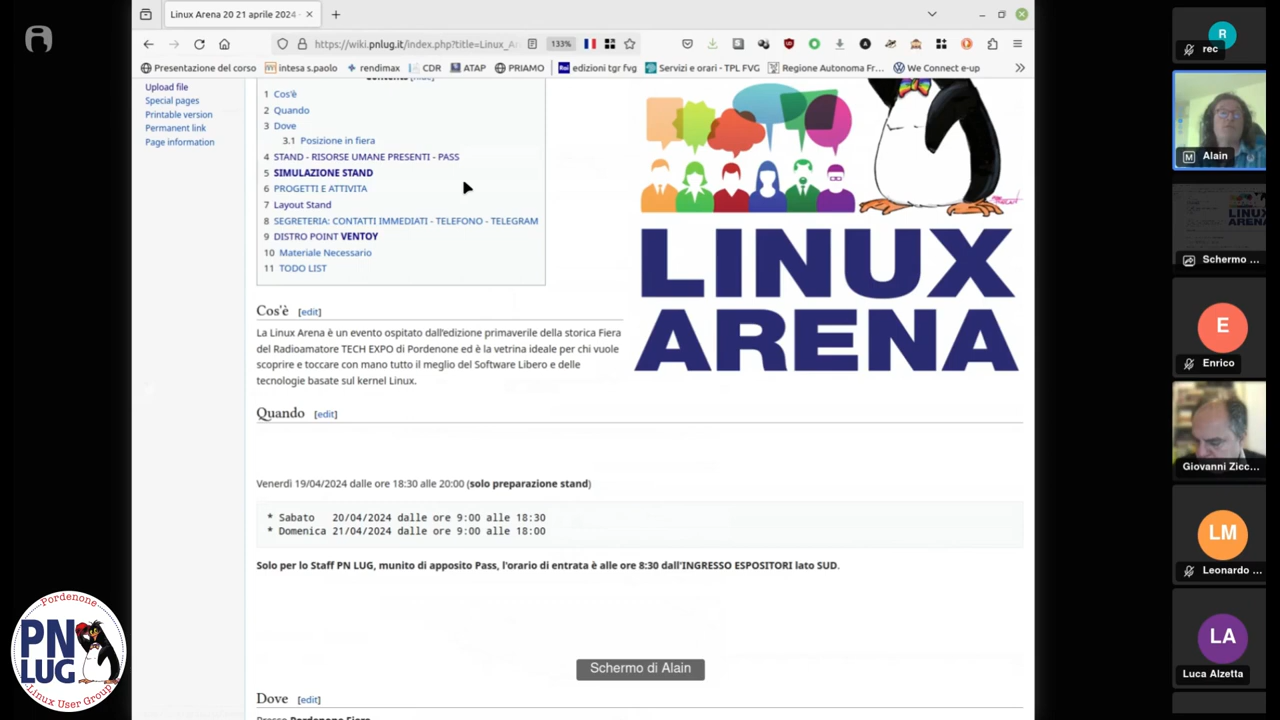 Linux Arena 20 21 aprile 2024 -
https://wiki.pnlug.it/index.php?title=Linux_A
133%
Presentazione del corso
intesa s.paolo
rendimax
CDR
ATAP
PRIAMO
edizioni tgr fvg
Servizi e orari - TPL FVG
Regione Autonoma Fr…
We Connect e-up
Upload file
Special pages
Printable version
Permanent link
Page information
Contents [hide]
1 Cos'è
2 Quando
3 Dove
3.1 Posizione in fiera
4 STAND - RISORSE UMANE PRESENTI - PASS
5 SIMULAZIONE STAND
6 PROGETTI E ATTIVITA
7 Layout Stand
8 SEGRETERIA: CONTATTI IMMEDIATI - TELEFONO - TELEGRAM
9 DISTRO POINT VENTOY
10 Materiale Necessario
11 TODO LIST
LINUX
ARENA
Cos'è [edit]
La Linux Arena è un evento ospitato dall'edizione primaverile della storica Fiera
del Radioamatore TECH EXPO di Pordenone ed è la vetrina ideale per chi vuole
scoprire e toccare con mano tutto il meglio del Software Libero e delle
tecnologie basate sul kernel Linux.
Quando [edit]
Venerdì 19/04/2024 dalle ore 18:30 alle 20:00 (solo preparazione stand)
* Sabato 20/04/2024 dalle ore 9:00 alle 18:30
* Domenica 21/04/2024 dalle ore 9:00 alle 18:00
Solo per lo Staff PN LUG, munito di apposito Pass, l'orario di entrata è alle ore 8:30 dall'INGRESSO ESPOSITORI lato SUD.
Schermo di Alain
Dove [edit]
Presso Pordenone Fiere
R
rec
M Alain
Schermo ...
E
Enrico
Giovanni Zicc...
LM
Leonardo ...
LA
Luca Alzetta
Pordenone
PN
LUG
Linux User Group